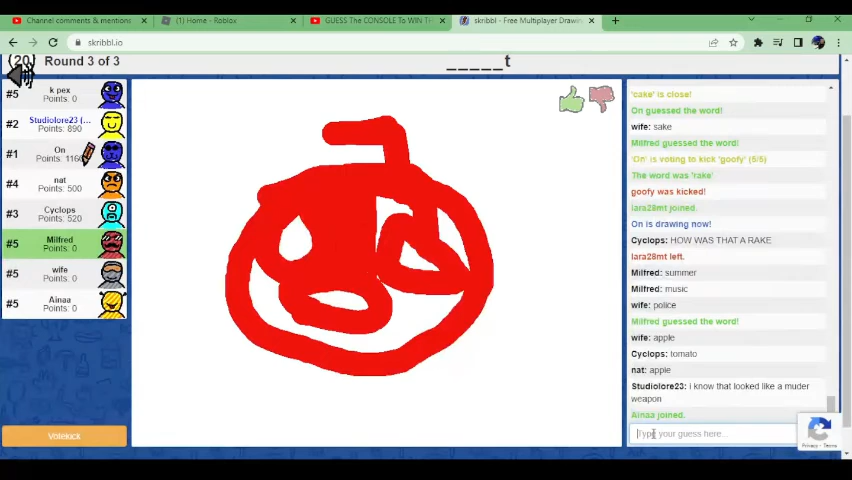 Channel comments & mentions
(1) Home - Roblox
GUESS The CONSOLE To WIN TH
skribbl - Free Multiplayer Drawin
skribbl.io
(20) Round 3 of 3
_____t
#5 k pex
Points: 0
#2 Studiolore23 (...
Points: 890
#1 On
Points: 1160
#4 nat
Points: 500
#3 Cyclops
Points: 520
#5 Milfred
Points: 0
#5 wife
Points: 0
#5 Ainaa
Points: 0
Votekick
'cake' is close!
On guessed the word!
wife: sake
Milfred guessed the word!
'On' is voting to kick 'goofy' (5/5)
The word was 'rake'
goofy was kicked!
lara28mt joined.
On is drawing now!
Cyclops: HOW WAS THAT A RAKE
lara28mt left.
Milfred: summer
Milfred: music
wife: police
Milfred guessed the word!
wife: apple
Cyclops: tomato
nat: apple
Studiolore23: i know that looked like a muder
weapon
Ainaa joined.
Type your guess here...
Privacy - Terms